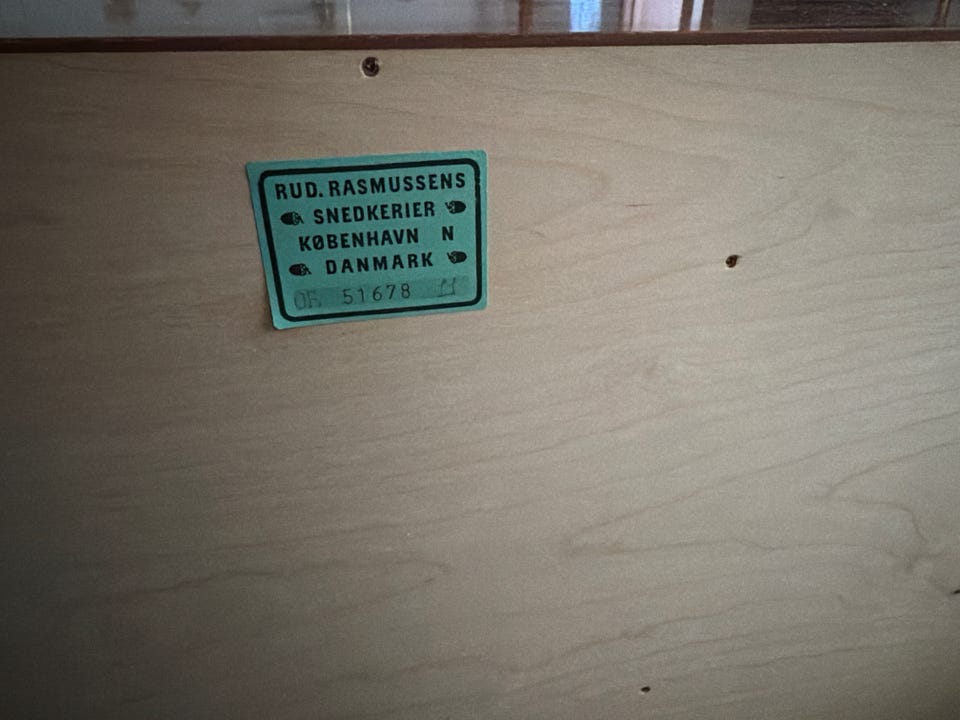 RUD. RASMUSSENS
SNEDKERIER
KØBENHAVN N
DANMARK
51678